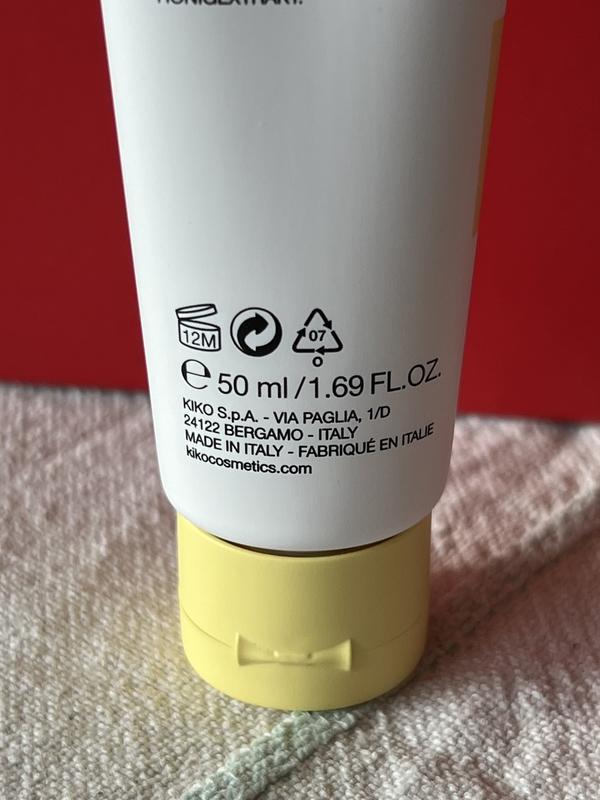 HONIGEXTRAKT.
12M
07
O
e 50 ml / 1.69 FL.OZ.
KIKO S.p.A. - VIA PAGLIA, 1/D
24122 BERGAMO - ITALY
MADE IN ITALY - FABRIQUÉ EN ITALIE
kikocosmetics.com